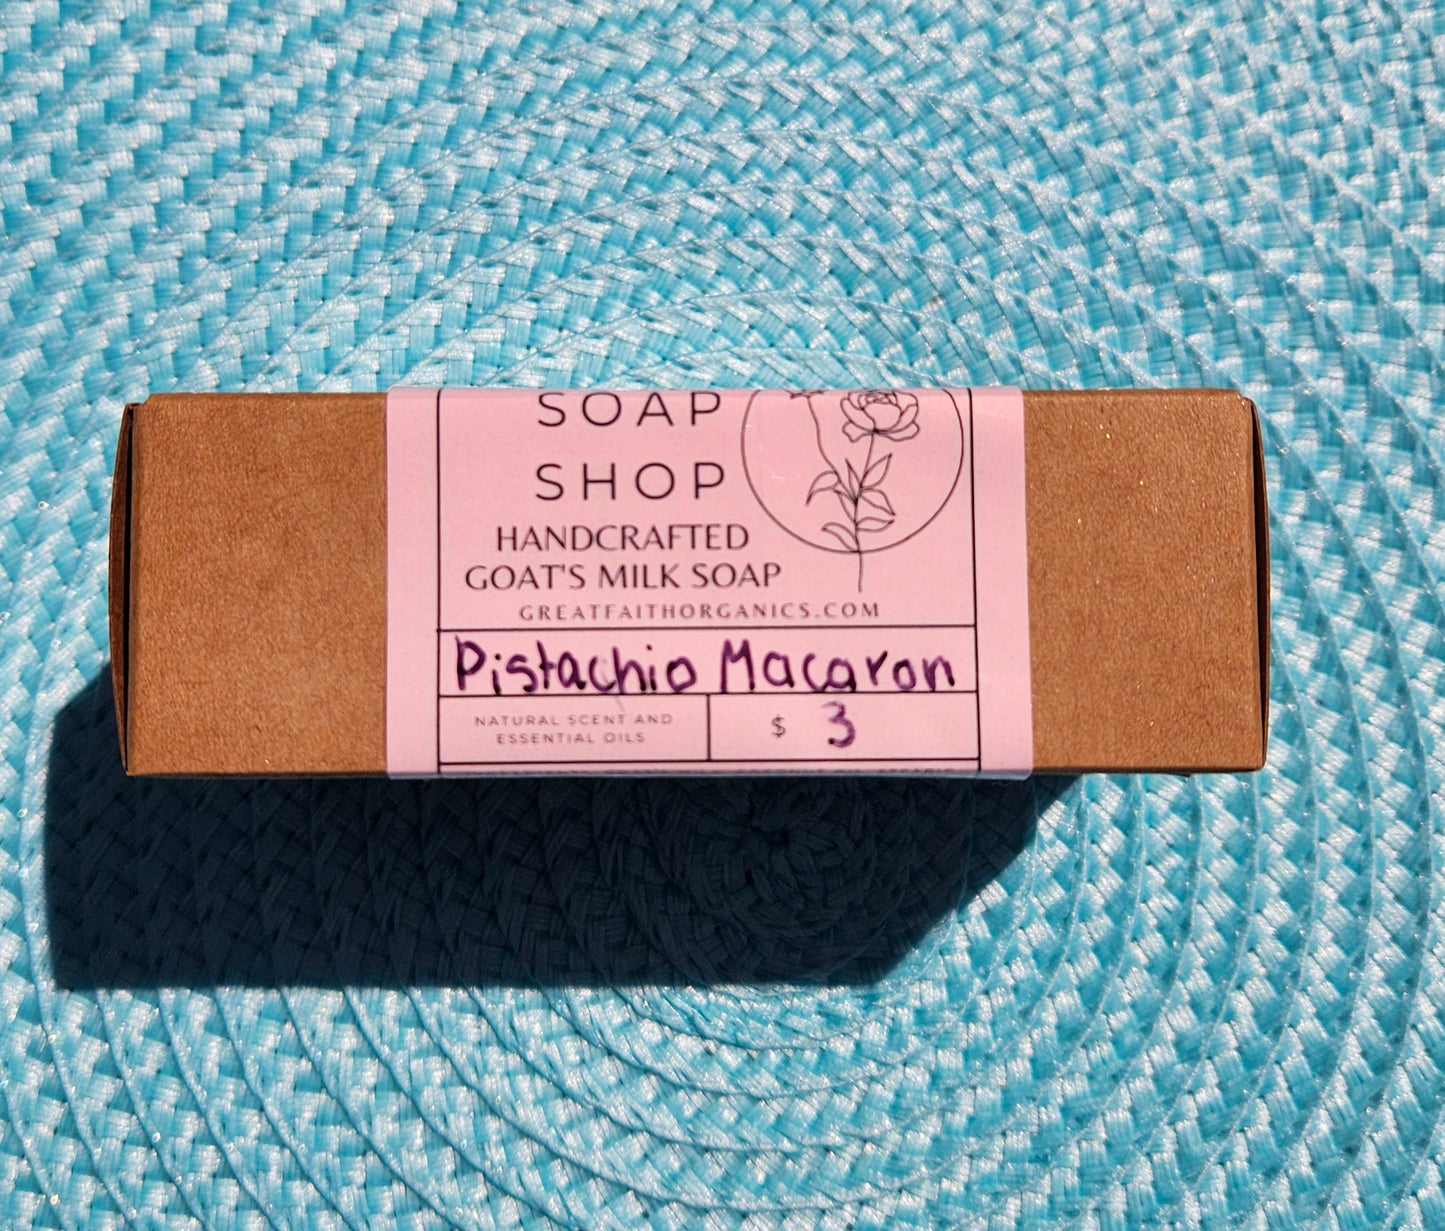 SOAP
SHOP
HANDCRAFTED
GOAT'S MILK SOAP
GREATFAITHORGANICS.COM
Pistachio Macaron
NATURAL SCENT AND
ESSENTIAL OILS
$ 3